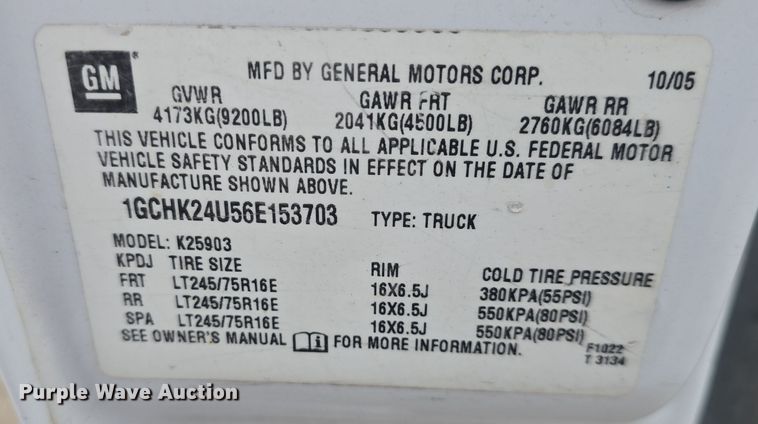 GM
MFD BY GENERAL MOTORS CORP. 10/05
GVWR GAWR FRT GAWR RR
4173KG(9200LB) 2041KG(4500LB) 2760KG(6084LB)
THIS VEHICLE CONFORMS TO ALL APPLICABLE U.S. FEDERAL MOTOR
VEHICLE SAFETY STANDARDS IN EFFECT ON THE DATE OF
MANUFACTURE SHOWN ABOVE.
1GCHK24U56E153703 TYPE: TRUCK
MODEL: K25903
KPDJ TIRE SIZE RIM COLD TIRE PRESSURE
FRT LT245/75R16E 16X6.5J 380KPA(55PSI)
RR LT245/75R16E 16X6.5J 550KPA(80PSI)
SPA LT245/75R16E 16X6.5J 550KPA(80PSI)
SEE OWNER'S MANUAL i FOR MORE INFORMATION.
F1022
T 3134
Purple Wave Auction